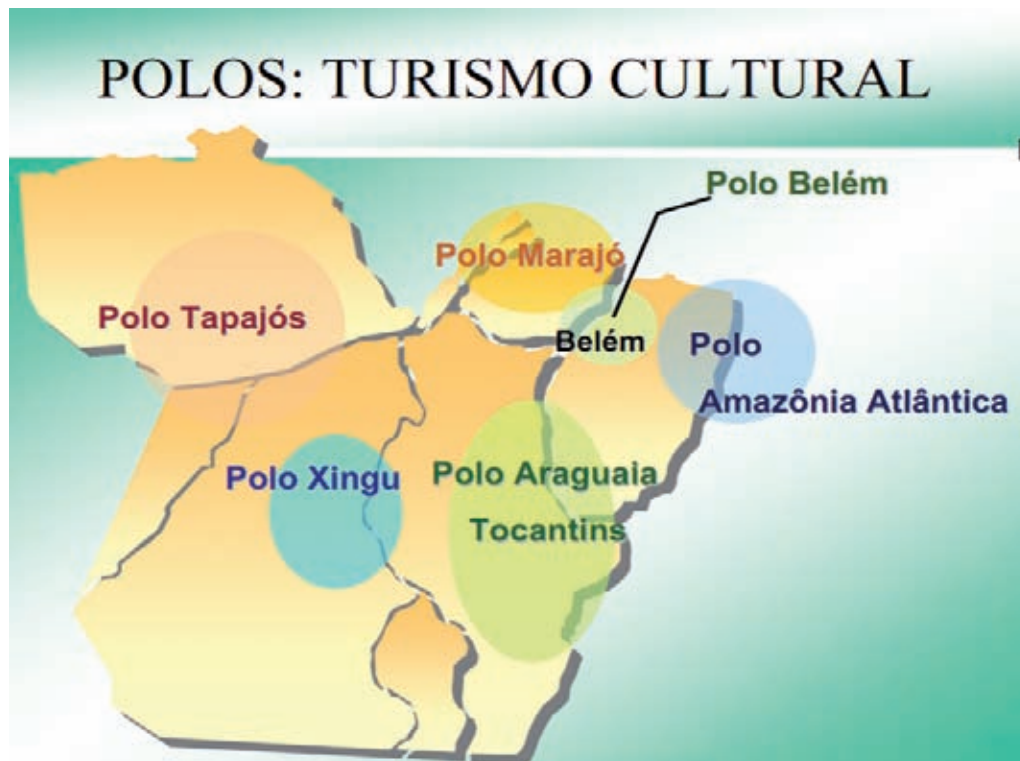 POLOS: TURISMO CULTURAL
Polo Belém
Polo Marajó
Polo Tapajós
Belém
Polo
Amazônia Atlântica
Polo Xingu
Polo Araguaia
Tocantins